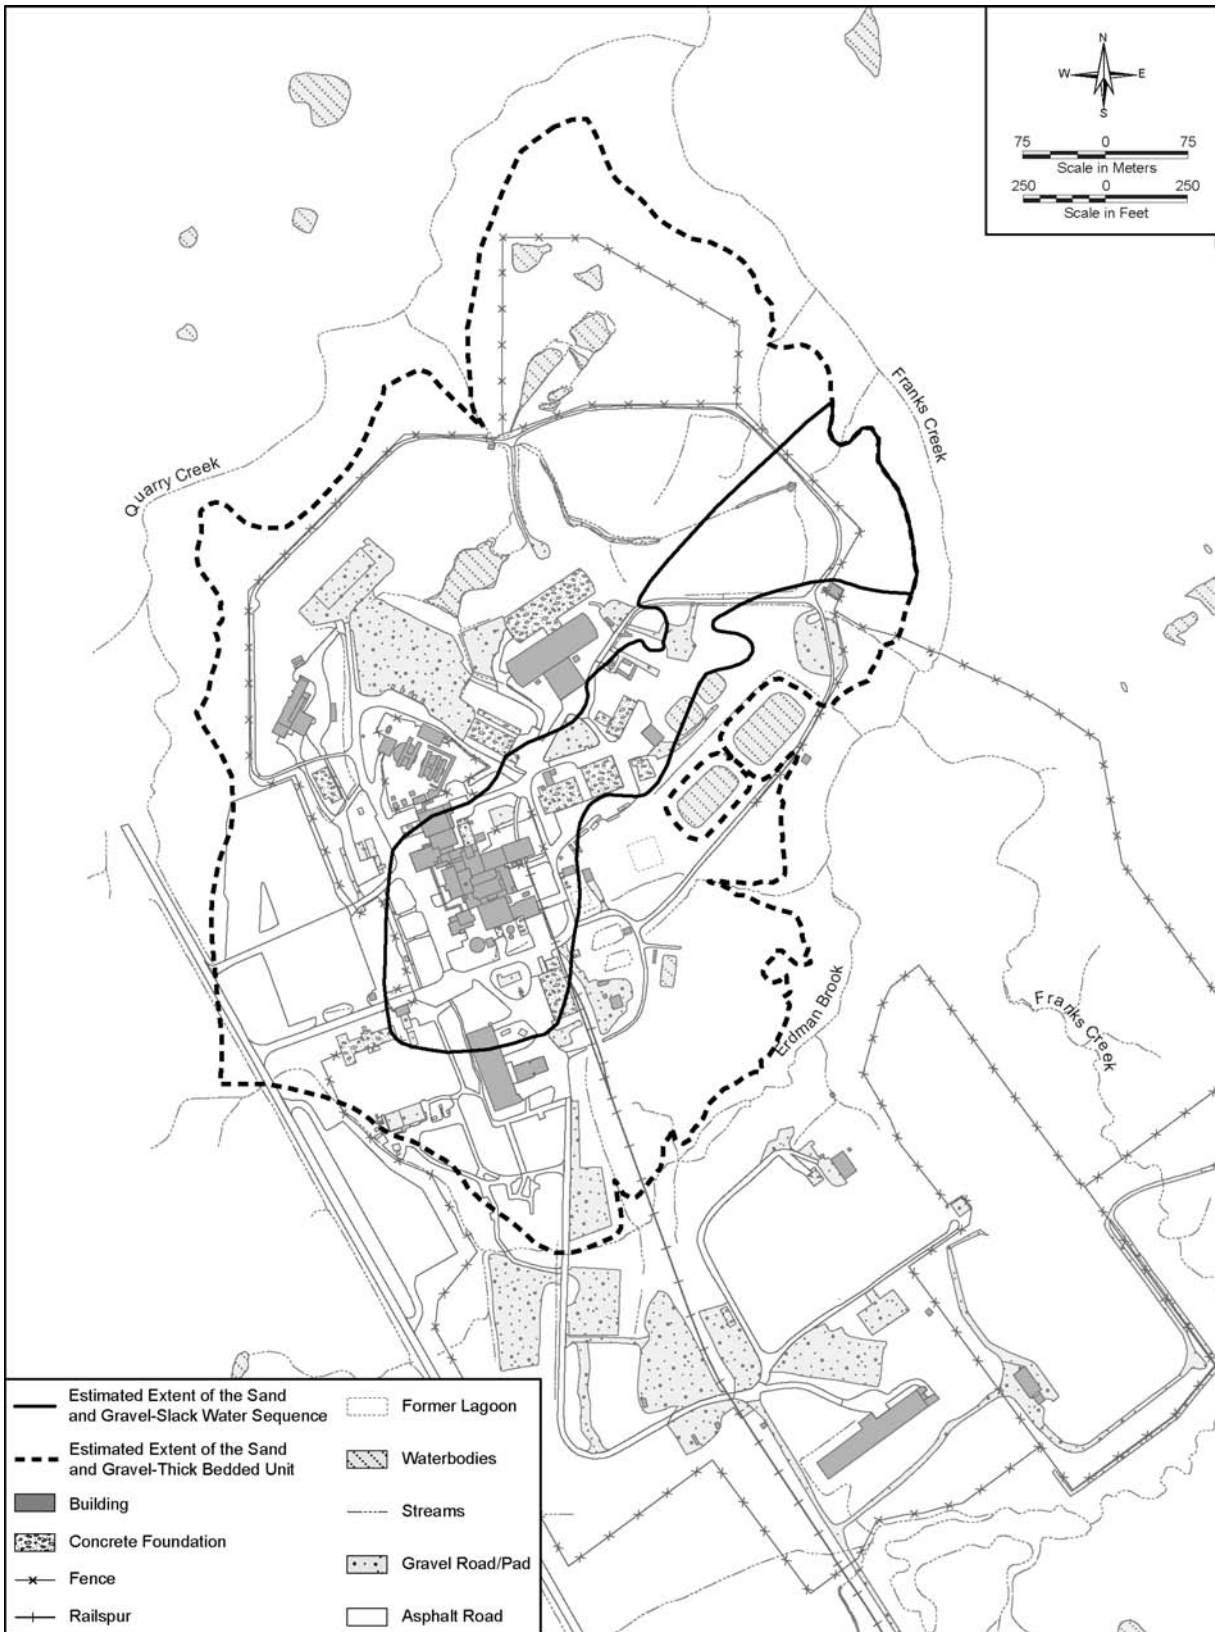 N
W E
S
75 0 75
Scale in Meters
250 0 250
Scale in Feet
Franks Creek
Quarry Creek
Erdman Brook
Franks Creek
Estimated Extent of the Sand
and Gravel-Slack Water Sequence
Estimated Extent of the Sand
and Gravel-Thick Bedded Unit
Building
Concrete Foundation
Fence
Railspur
Former Lagoon
Waterbodies
Streams
Gravel Road/Pad
Asphalt Road